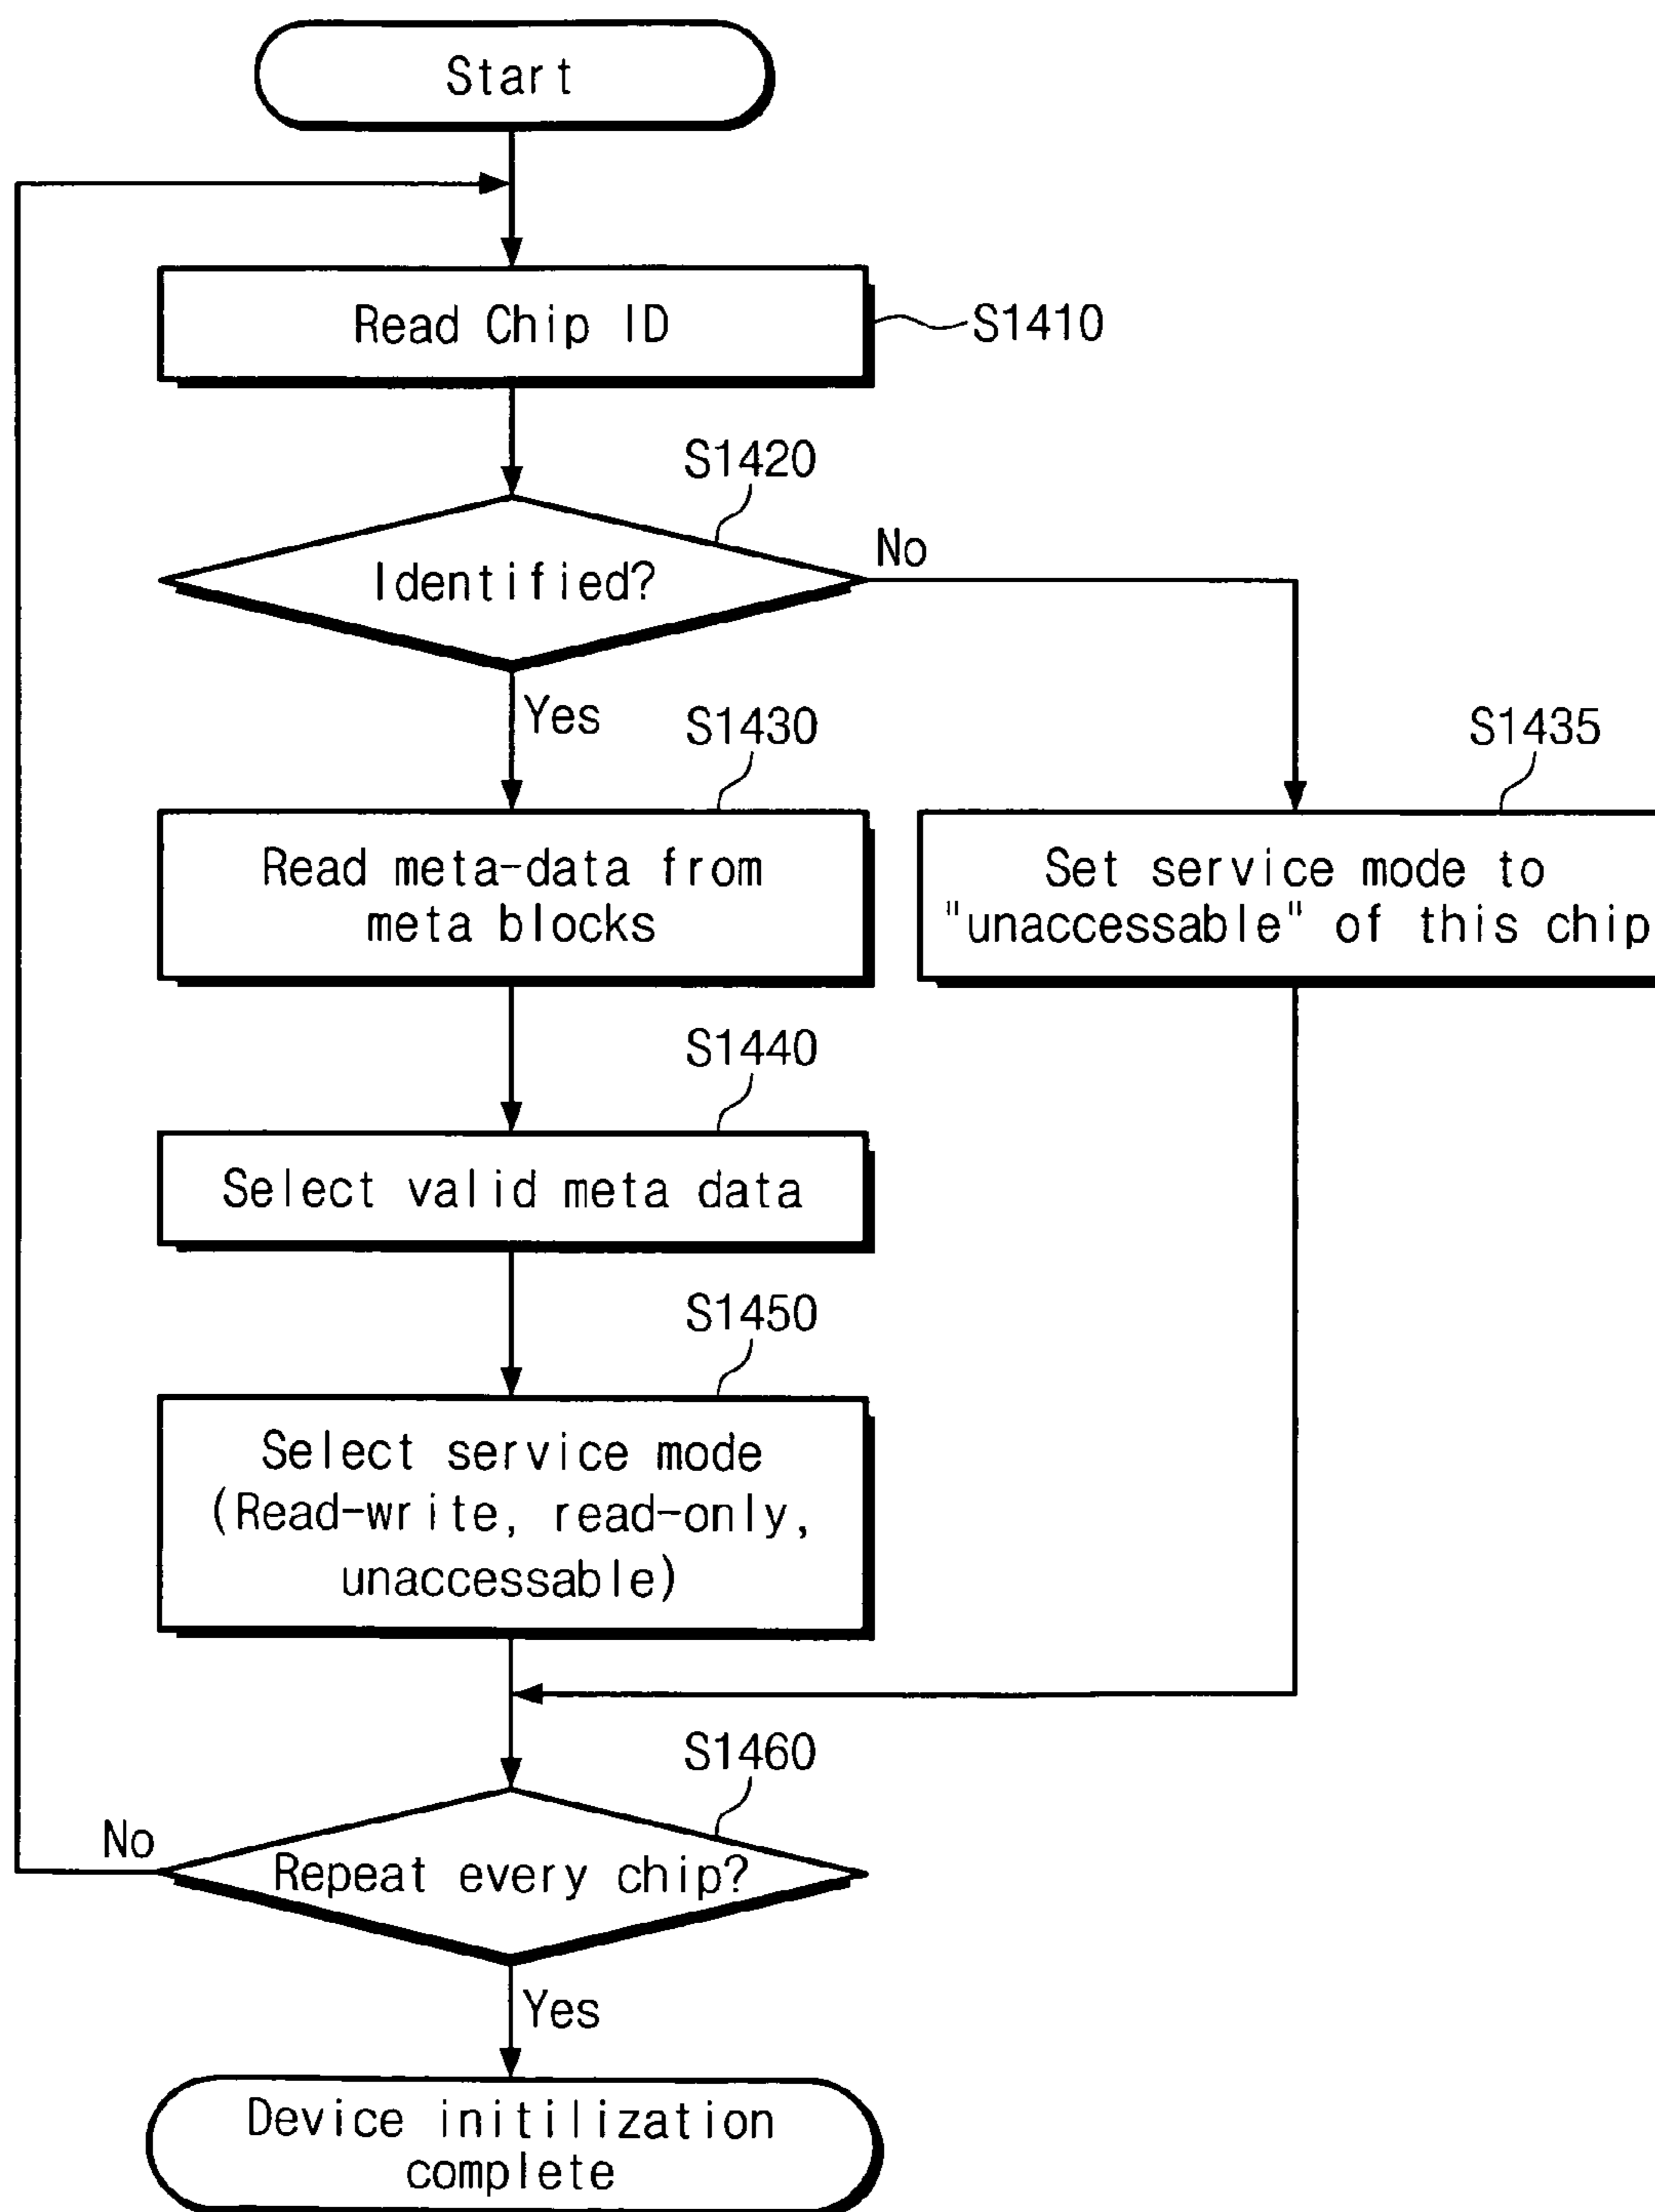 Start
Read Chip ID
S1410
S1420
Identified?
No
Yes
S1430
S1435
Read meta-data from
meta blocks
Set service mode to
"unaccessable" of this chip
S1440
Select valid meta data
S1450
Select service mode
(Read-write, read-only,
unaccessable)
S1460
No
Repeat every chip?
Yes
Device initilization
complete